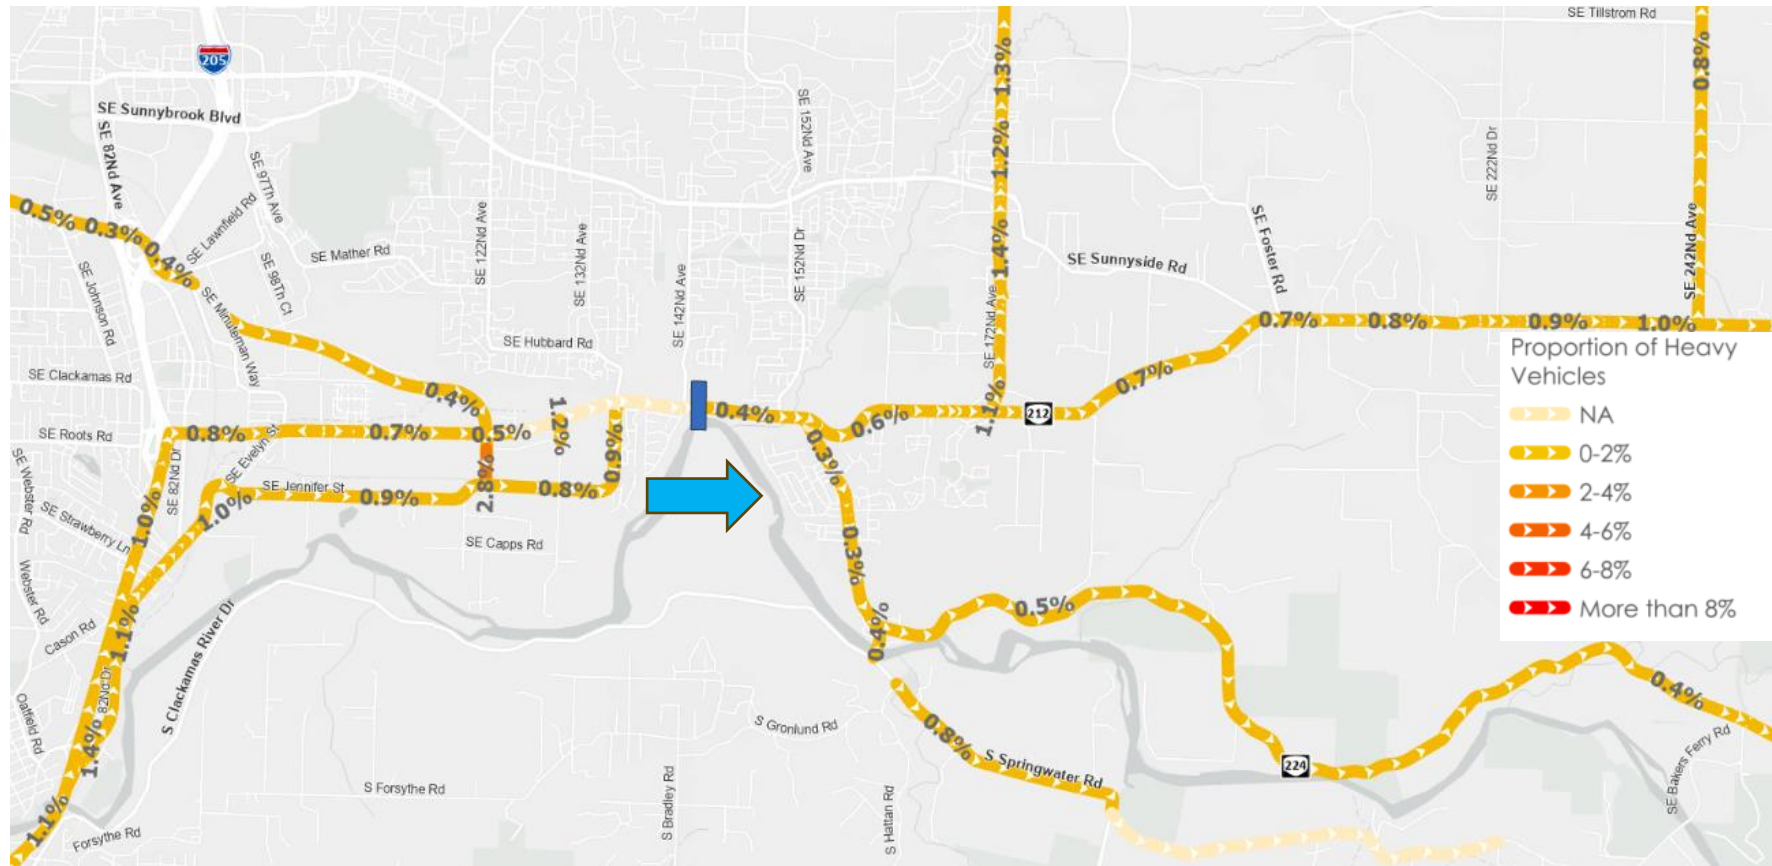 SE Tillstrom Rd
205
SE Sunnybrook Blvd
SE 82Nd Ave
SE 97Th Ave
SE Lawnfield Rd
SE Mather Rd
SE 98Th Ct
SE 122Nd Ave
SE 132Nd Ave
SE 142Nd Ave
SE 152Nd Ave
SE 152Nd Dr
1.3%
1.2%
1.4%
SE 172Nd Ave
1.1%
SE Sunnyside Rd
SE Foster Rd
SE 222Nd Dr
0.8%
SE 242Nd Ave
0.5%
0.3%
0.4%
SE Johnson Rd
SE Minuteman Way
SE Hubbard Rd
SE Clackamas Rd
0.4%
1.2%
0.4%
0.6%
212
0.7%
0.7%
0.8%
0.9%
1.0%
SE Roots Rd
0.8%
0.7%
0.5%
0.9%
0.3%
SE Webster Rd
SE 82Nd Dr
SE Evelyn St
SE Jennifer St
2.8%
0.8%
0.9%
1.0%
1.0%
SE Strawberry Ln
SE Capps Rd
0.3%
Webster Rd
Cason Rd
1.1%
S Clackamas River Dr
0.4%
0.5%
82Nd Dr
Oatfield Rd
1.4%
S Gronlund Rd
0.8%
S Springwater Rd
224
0.4%
SE Bakers Ferry Rd
S Forsythe Rd
S Bradley Rd
S Hattan Rd
1.1%
Forsythe Rd
Proportion of Heavy
Vehicles
NA
0-2%
2-4%
4-6%
6-8%
More than 8%